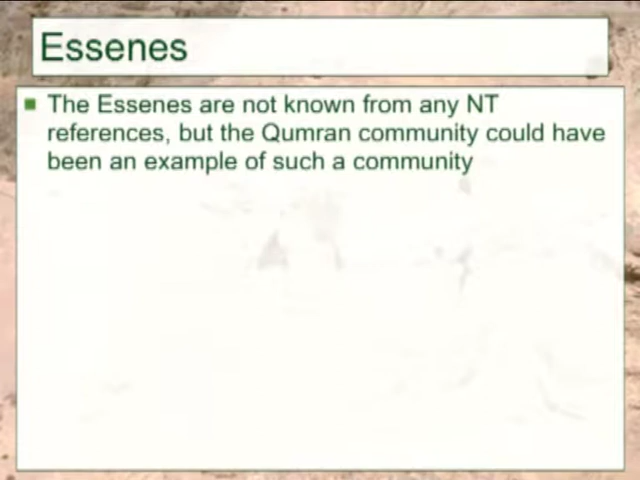 Essenes
The Essenes are not known from any NT
references, but the Qumran community could have
been an example of such a community